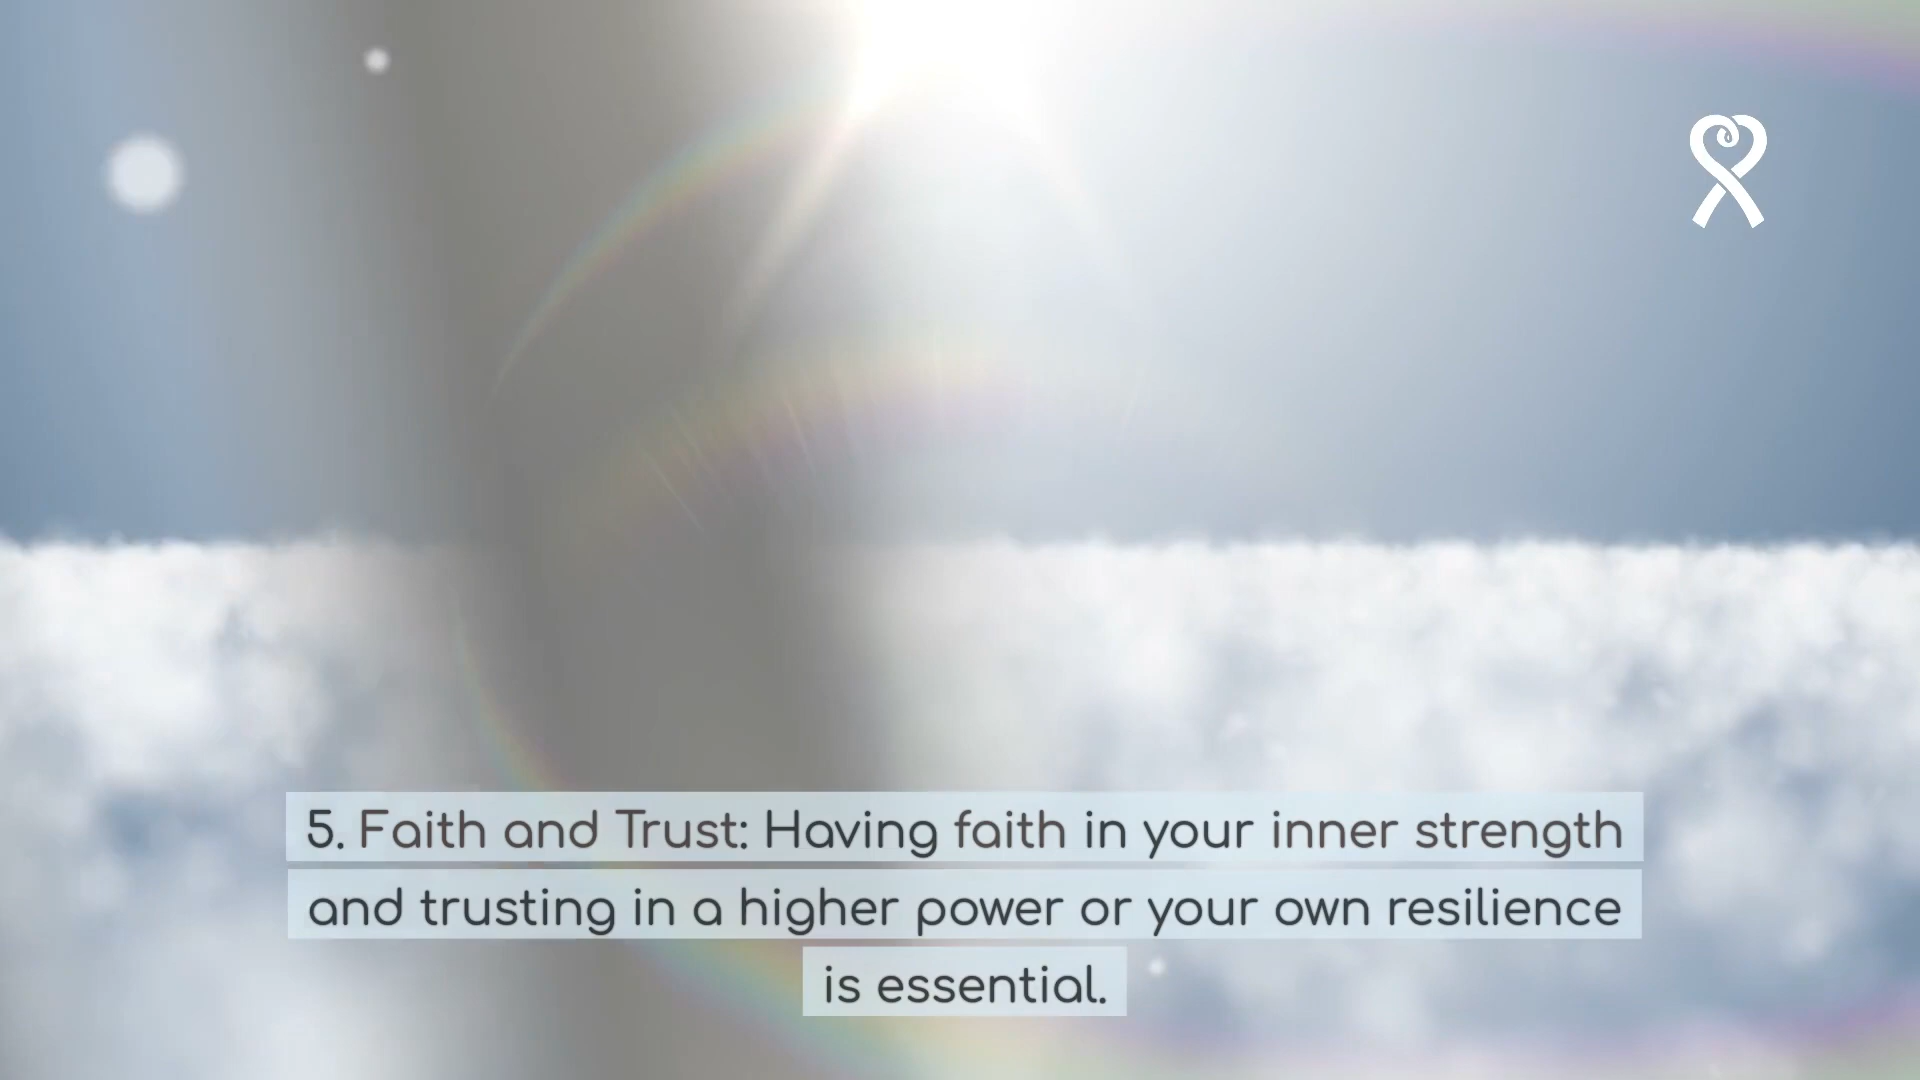 5. Faith and Trust: Having faith in your inner strength
and trusting in a higher power or your own resilience
is essential.